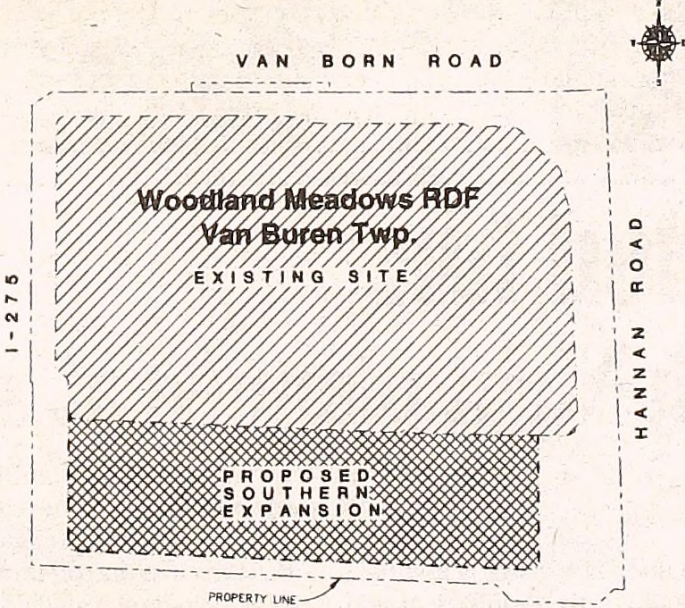 VAN BORN ROAD
Woodland Meadows RDF
Van Buren Twp.
EXISTING SITE
I-275
HANNAN ROAD
PROPOSED
SOUTHERN
EXPANSION
PROPERTY LINE